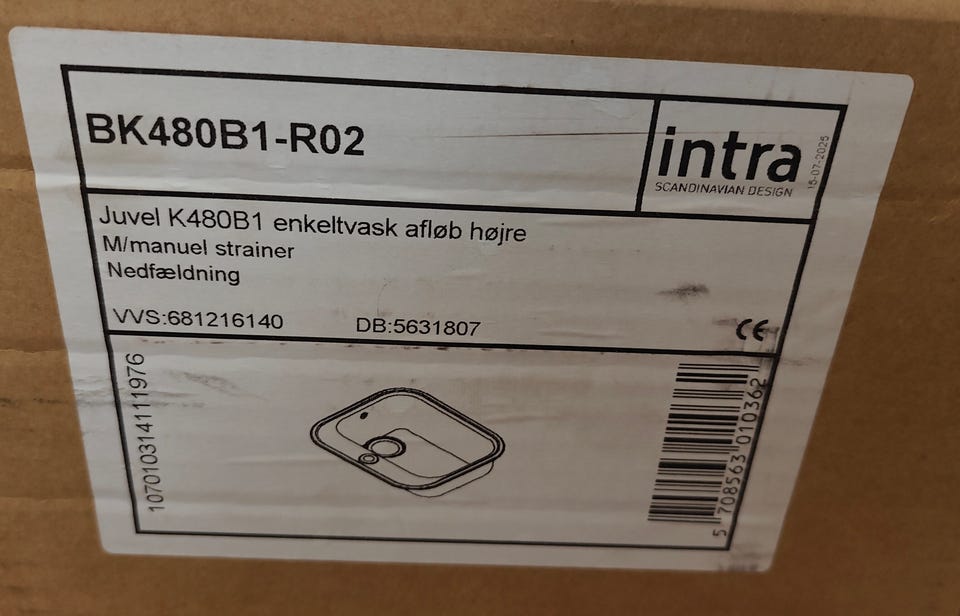 BK480B1-R02
intra
SCANDINAVIAN DESIGN
15-07-2025
Juvel K480B1 enkeltvask afløb højre
M/manuel strainer
Nedfældning
VVS:681216140 DB:5631807
CE
107010314111976
5 708563 010362